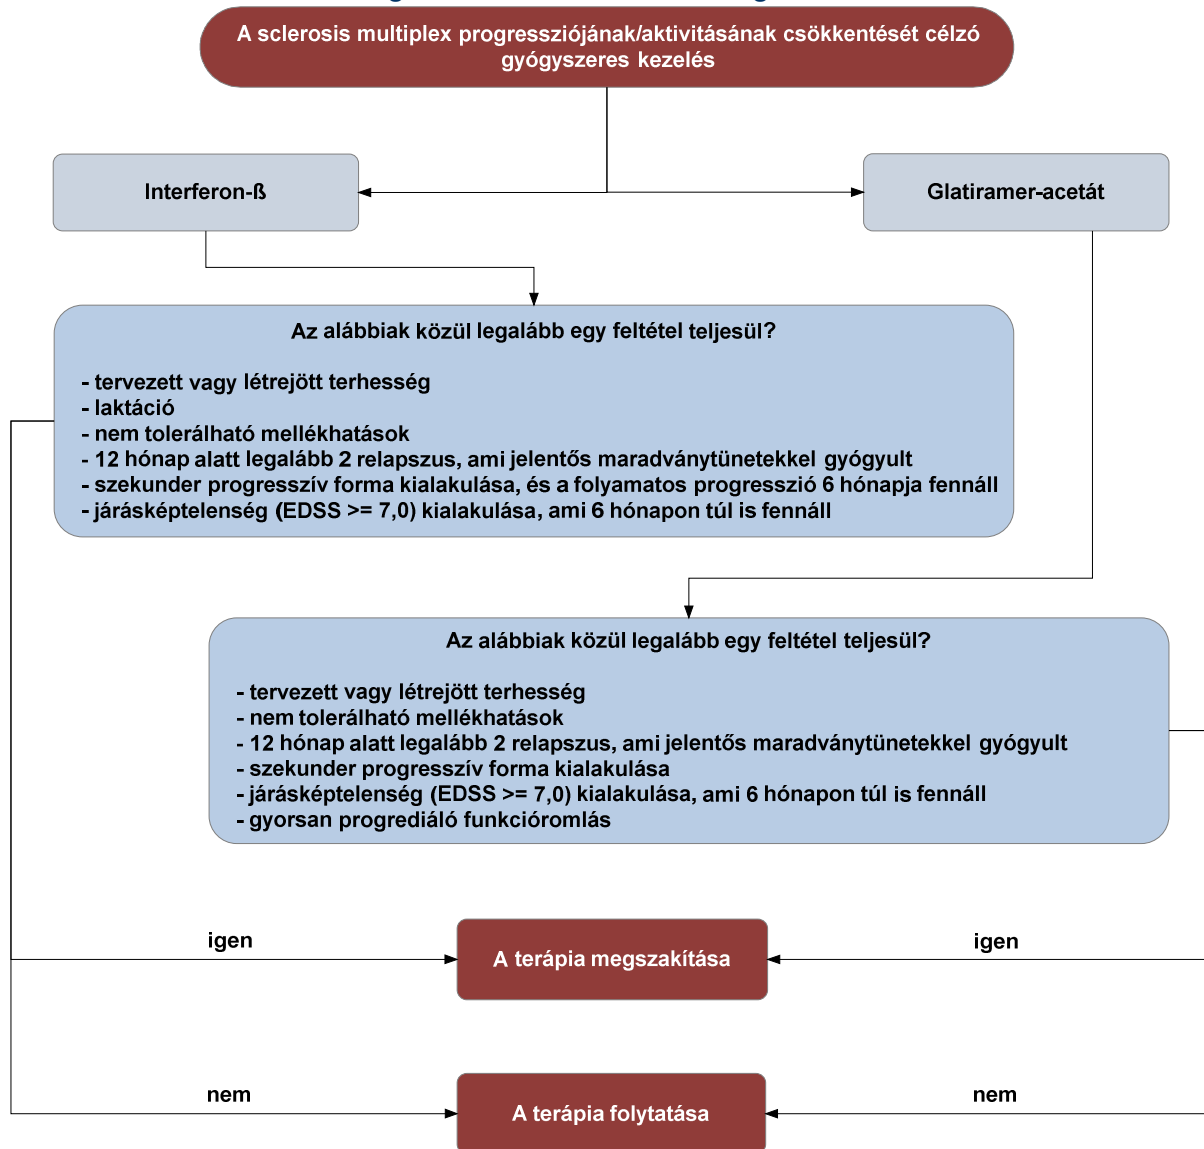 A sclerosis multiplex progressziójának/aktivitásának csökkentését célzó
gyógyszeres kezelés
Interferon-ß
Glatiramer-acetát
Az alábbiak közül legalább egy feltétel teljesül?
- tervezett vagy létrejött terhesség
- laktáció
- nem tolerálható mellékhatások
- 12 hónap alatt legalább 2 relapszus, ami jelentős maradványtünetekkel gyógyult
- szekunder progresszív forma kialakulása, és a folyamatos progresszió 6 hónapja fennáll
- járásképtelenség (EDSS >= 7,0) kialakulása, ami 6 hónapon túl is fennáll
Az alábbiak közül legalább egy feltétel teljesül?
- tervezett vagy létrejött terhesség
- nem tolerálható mellékhatások
- 12 hónap alatt legalább 2 relapszus, ami jelentős maradványtünetekkel gyógyult
- szekunder progresszív forma kialakulása
- járásképtelenség (EDSS >= 7,0) kialakulása, ami 6 hónapon túl is fennáll
- gyorsan progrediáló funkcióromlás
igen
A terápia megszakítása
igen
nem
A terápia folytatása
nem